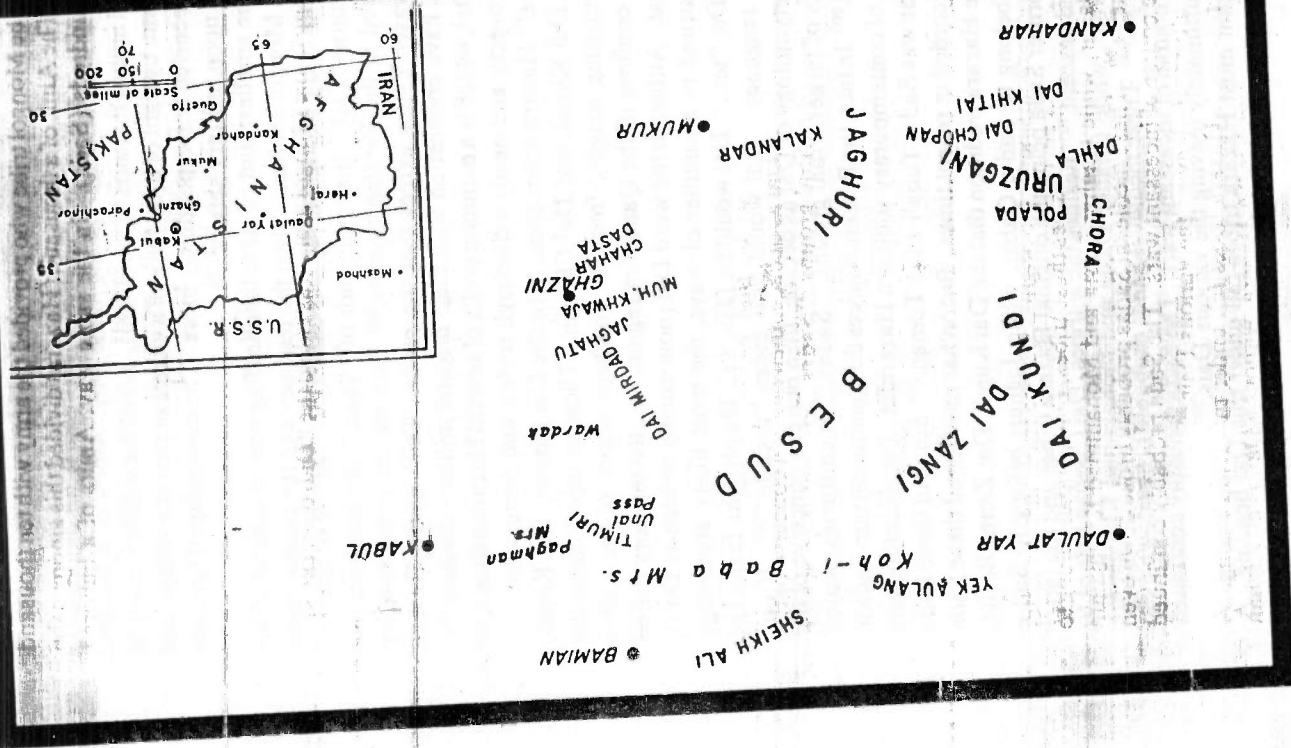 SHEIKH ALI
BAMIAN
YEK AULANG
Koh-i Baba Mts.
DAULAT YAR
TIMURI
Unai
Pass
Paghman
Mts.
KABŪL
DAI KUNDI
DAI ZANGI
BESUD
DAI MIRDAD
Wardak
JAGHATU
MUH. KHWAJA
GHAZNI
CHAHAR
DASTA
CHORA
POLADA
URUZGANI
DAHLA
DAI CHOPAN
DAI KHITAI
JAGHURI
KALANDAR
MUKUR
KANDAHAR
U.S.S.R.
Mashhad
35
Kabul
Daulat Yar
Hara
Ghazni
Parachinar
AFGHANISTAN
Mukur
Kandahar
PAKISTAN
IRAN
Quetta
30
Scale of miles
0 150 200
60
65
70